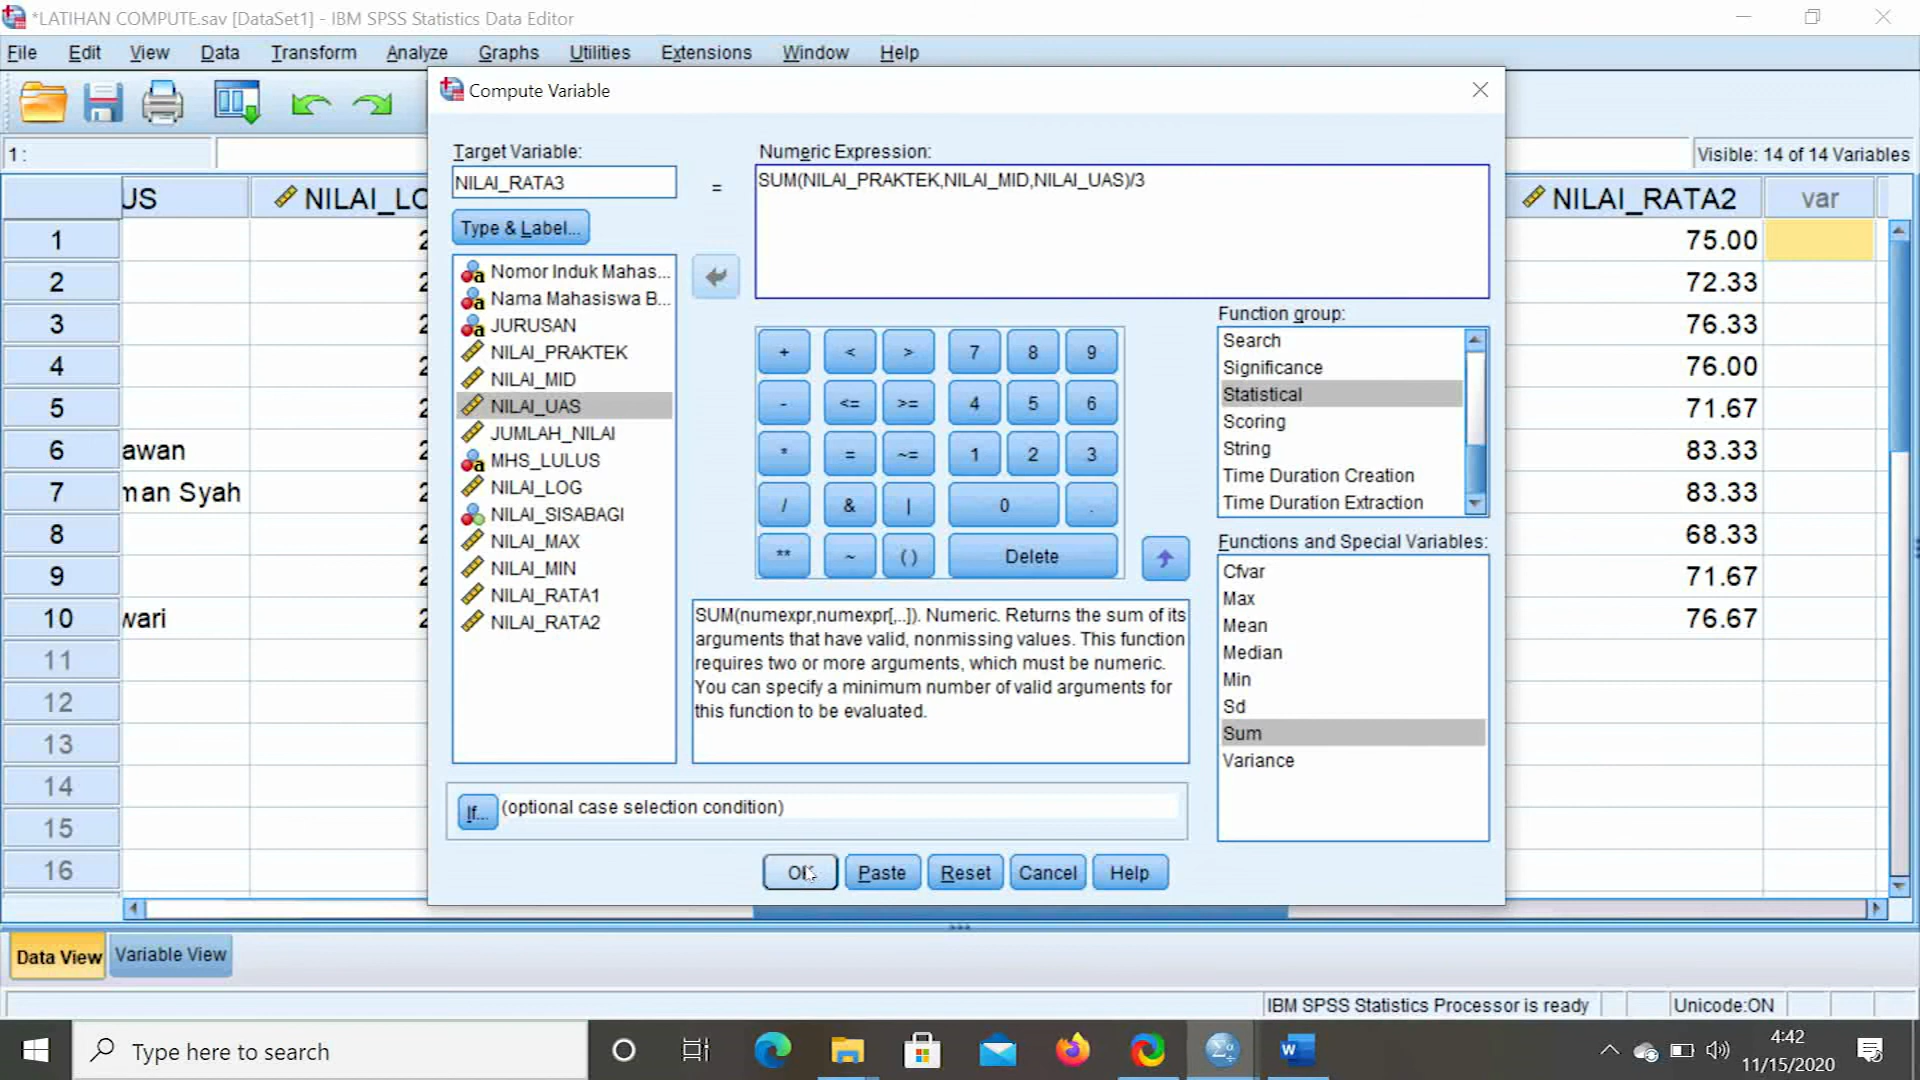 *LATIHAN COMPUTE.sav [DataSet1] - IBM SPSS Statistics Data Editor
File Edit View Data Transform Analyze Graphs Utilities Extensions Window Help
Compute Variable
1 :
Visible: 14 of 14 Variables
Target Variable:
NILAI_RATA3
=
Numeric Expression:
SUM(NILAI_PRAKTEK,NILAI_MID,NILAI_UAS)/3
Type & Label...
Nomor Induk Mahas...
Nama Mahasiswa B...
JURUSAN
NILAI_PRAKTEK
NILAI_MID
NILAI_UAS
JUMLAH_NILAI
MHS_LULUS
NILAI_LOG
NILAI_SISABAGI
NILAI_MAX
NILAI_MIN
NILAI_RATA1
NILAI_RATA2
+ < > 7 8 9
- <= >= 4 5 6
* = ~= 1 2 3
/ & | 0 .
** ~ ( ) Delete
Function group:
Search
Significance
Statistical
Scoring
String
Time Duration Creation
Time Duration Extraction
Functions and Special Variables:
Cfvar
Max
Mean
Median
Min
Sd
Sum
Variance
SUM(numexpr,numexpr[,..]). Numeric. Returns the sum of its
arguments that have valid, nonmissing values. This function
requires two or more arguments, which must be numeric.
You can specify a minimum number of valid arguments for
this function to be evaluated.
If... (optional case selection condition)
OK Paste Reset Cancel Help
US NILAI_LO NILAI_RATA2 var
1 2 75.00
2 2 72.33
3 2 76.33
4 2 76.00
5 2 71.67
6 awan 2 83.33
7 man Syah 2 83.33
8 2 68.33
9 2 71.67
10 wari 2 76.67
11
12
13
14
15
16
Data View Variable View
IBM SPSS Statistics Processor is ready Unicode:ON
Type here to search
4:42
11/15/2020